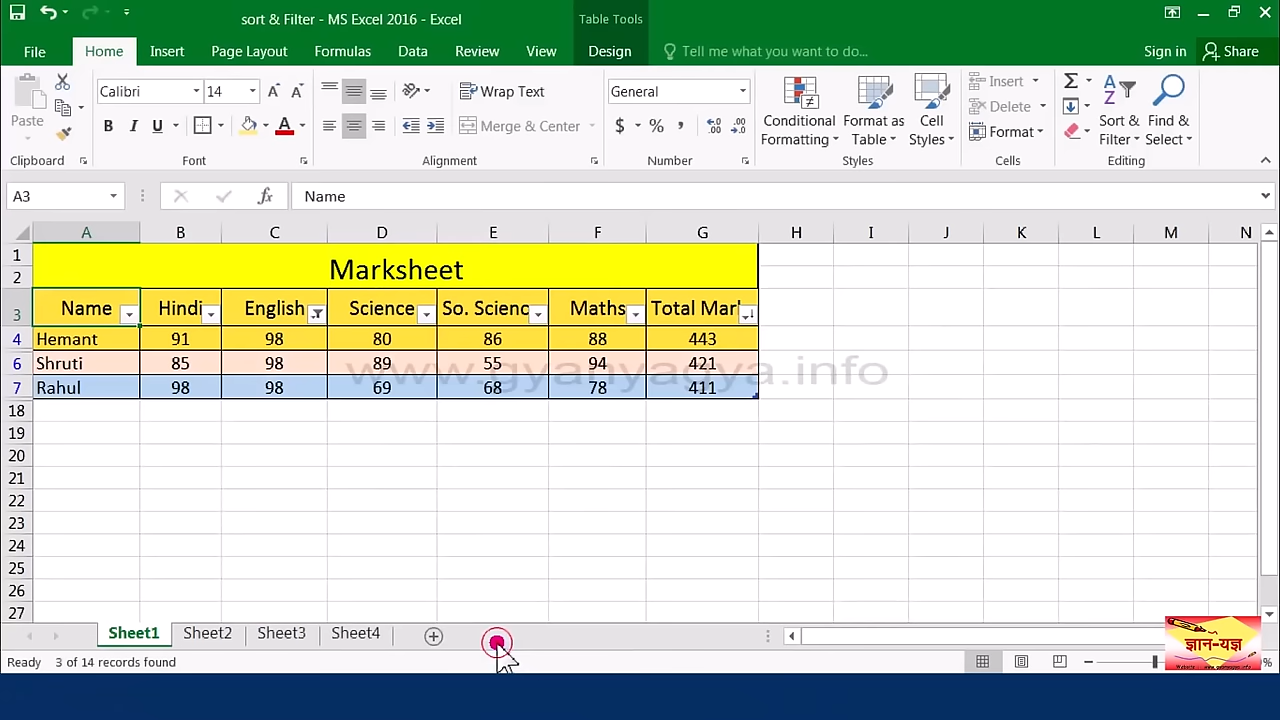 sort & Filter - MS Excel 2016 - Excel
Table Tools
File Home Insert Page Layout Formulas Data Review View Design Tell me what you want to do... Sign in Share
Paste
Calibri 14
B I U A
Wrap Text
Merge & Center
General
$ % ,
Conditional Formatting
Format as Table
Cell Styles
Insert
Delete
Format
Sort & Filter
Find & Select
Clipboard Font Alignment Number Styles Cells Editing
A3 fx Name
A B C D E F G H I J K L M N
1 Marksheet
2
3 Name Hindi English Science So. Scienc Total Mar Maths
4 Hemant 91 98 80 86 88 443
6 Shruti 85 98 89 55 94 421
7 Rahul 98 98 69 68 78 411
www.gyanyagya.info
18
19
20
21
22
23
24
25
26
27
Sheet1 Sheet2 Sheet3 Sheet4
ज्ञान-यज्ञ
Ready 3 of 14 records found